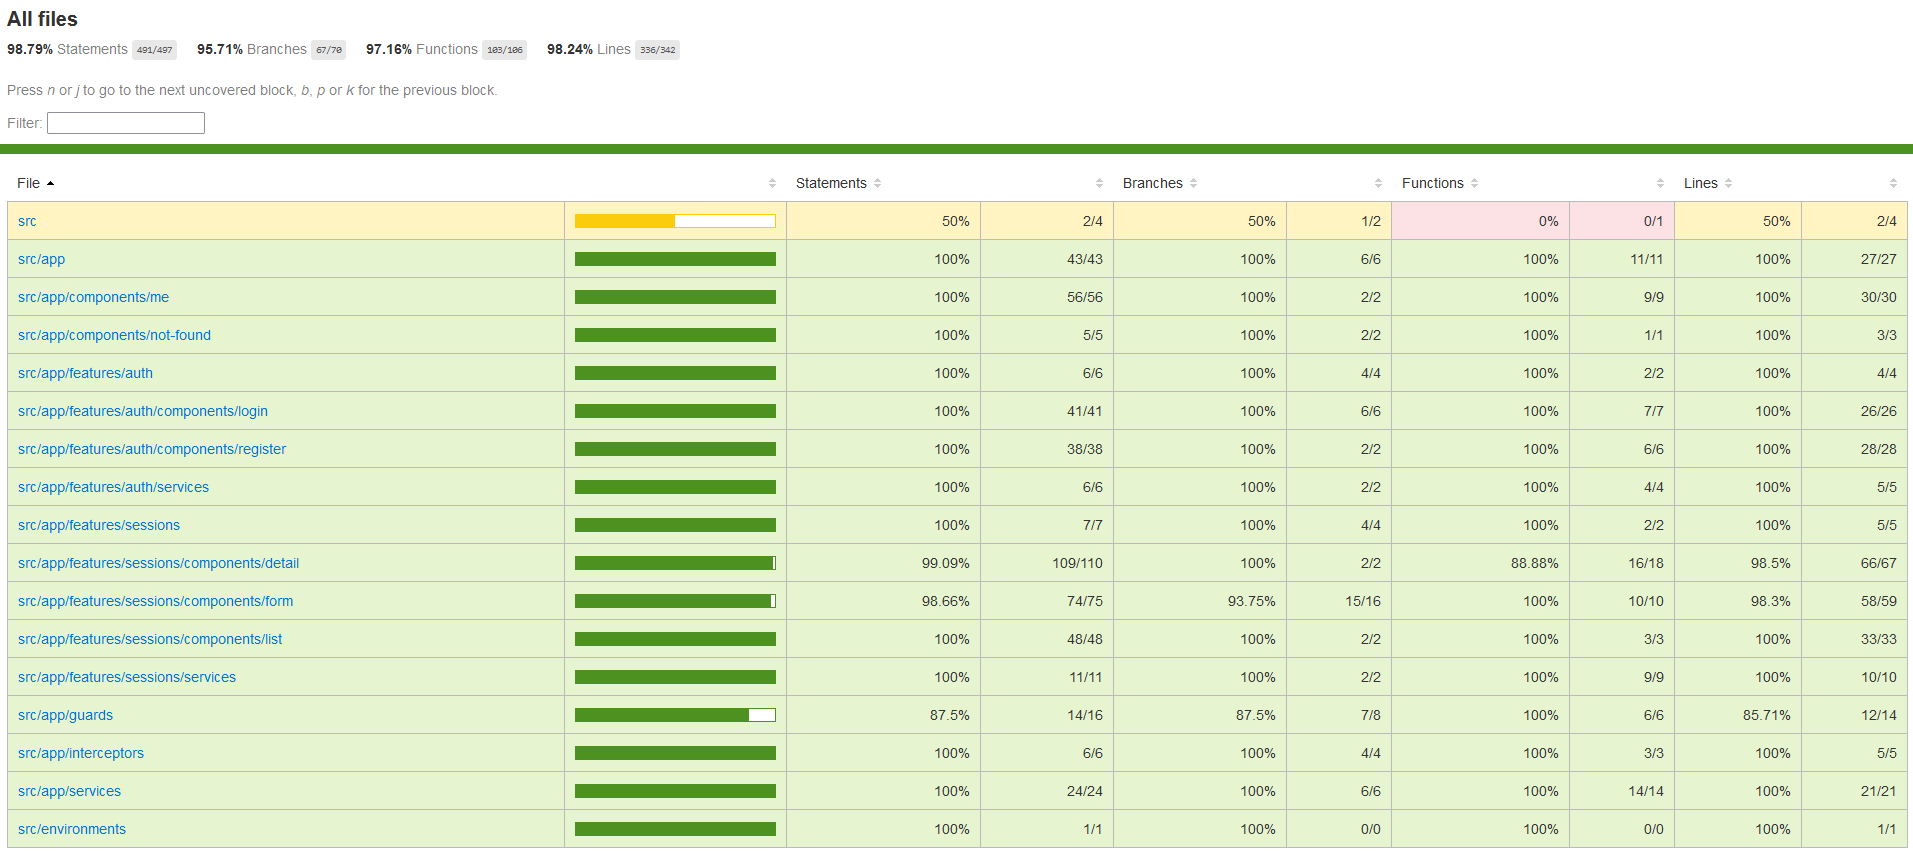 All files
98.79% Statements 491/497 95.71% Branches 67/70 97.16% Functions 103/106 98.24% Lines 336/342
Press n or j to go to the next uncovered block, b, p or k for the previous block.
Filter:
File Statements Branches Functions Lines
src 50% 2/4 50% 1/2 0% 0/1 50% 2/4
src/app 100% 43/43 100% 6/6 100% 11/11 100% 27/27
src/app/components/me 100% 56/56 100% 2/2 100% 9/9 100% 30/30
src/app/components/not-found 100% 5/5 100% 2/2 100% 1/1 100% 3/3
src/app/features/auth 100% 6/6 100% 4/4 100% 2/2 100% 4/4
src/app/features/auth/components/login 100% 41/41 100% 6/6 100% 7/7 100% 26/26
src/app/features/auth/components/register 100% 38/38 100% 2/2 100% 6/6 100% 28/28
src/app/features/auth/services 100% 6/6 100% 2/2 100% 4/4 100% 5/5
src/app/features/sessions 100% 7/7 100% 4/4 100% 2/2 100% 5/5
src/app/features/sessions/components/detail 99.09% 109/110 100% 2/2 88.88% 16/18 98.5% 66/67
src/app/features/sessions/components/form 98.66% 74/75 93.75% 15/16 100% 10/10 98.3% 58/59
src/app/features/sessions/components/list 100% 48/48 100% 2/2 100% 3/3 100% 33/33
src/app/features/sessions/services 100% 11/11 100% 2/2 100% 9/9 100% 10/10
src/app/guards 87.5% 14/16 87.5% 7/8 100% 6/6 85.71% 12/14
src/app/interceptors 100% 6/6 100% 4/4 100% 3/3 100% 5/5
src/app/services 100% 24/24 100% 6/6 100% 14/14 100% 21/21
src/environments 100% 1/1 100% 0/0 100% 0/0 100% 1/1